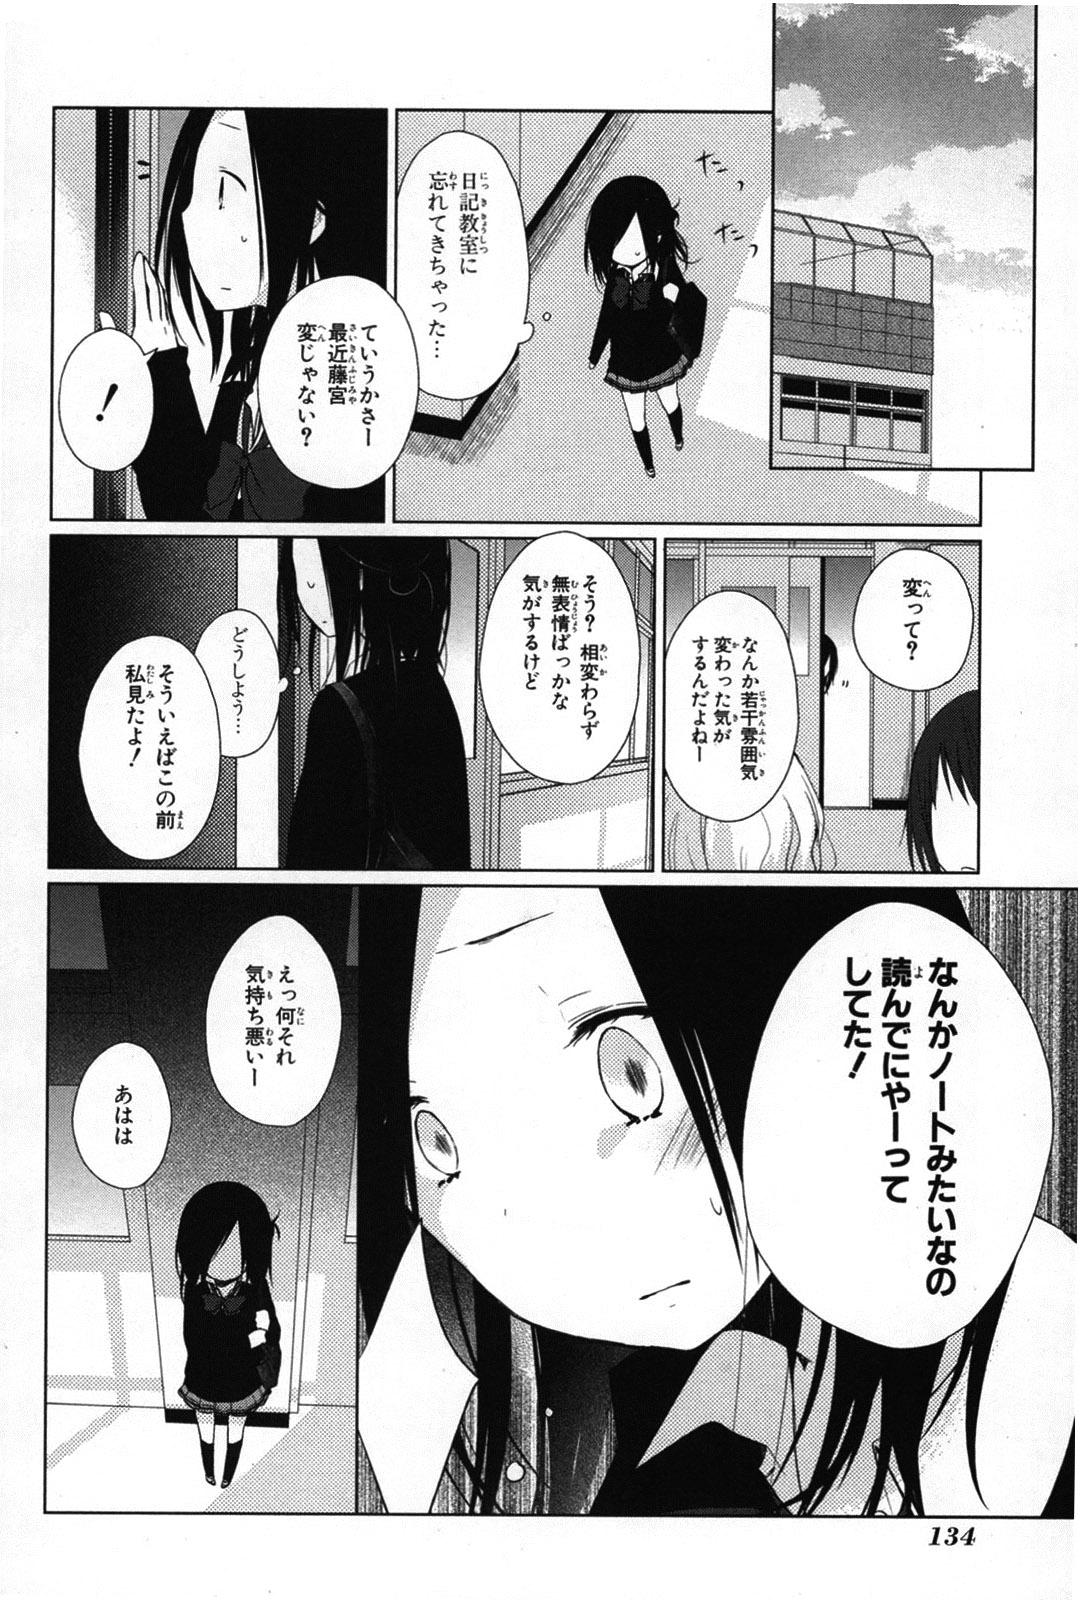 たっ
たっ
日記教室に
忘れてきちゃった…
ていうかさー
最近藤宮
変じゃない？
！
変って？
なんか若干雰囲気
変わった気が
するんだよねー
そう？相変わらず
無表情ばっかな
気がするけど
どうしよう…
そういえばこの前
私見たよ！
なんかノートみたいなの
読んでにやーって
してた！
えっ何それ
気持ち悪いー
あはは
134